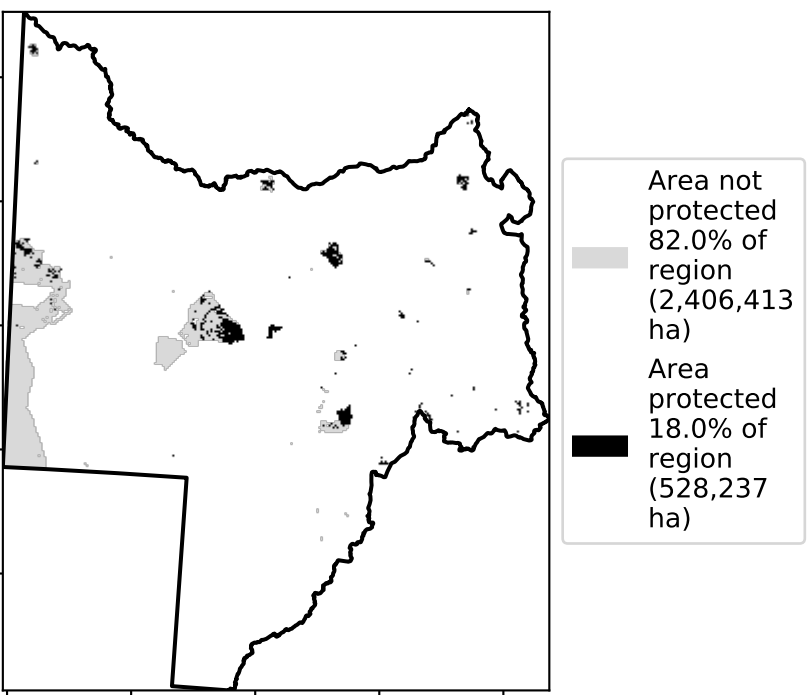 Area not
protected
82.0% of
region
(2,406,413
ha)
Area
protected
18.0% of
region
(528,237
ha)